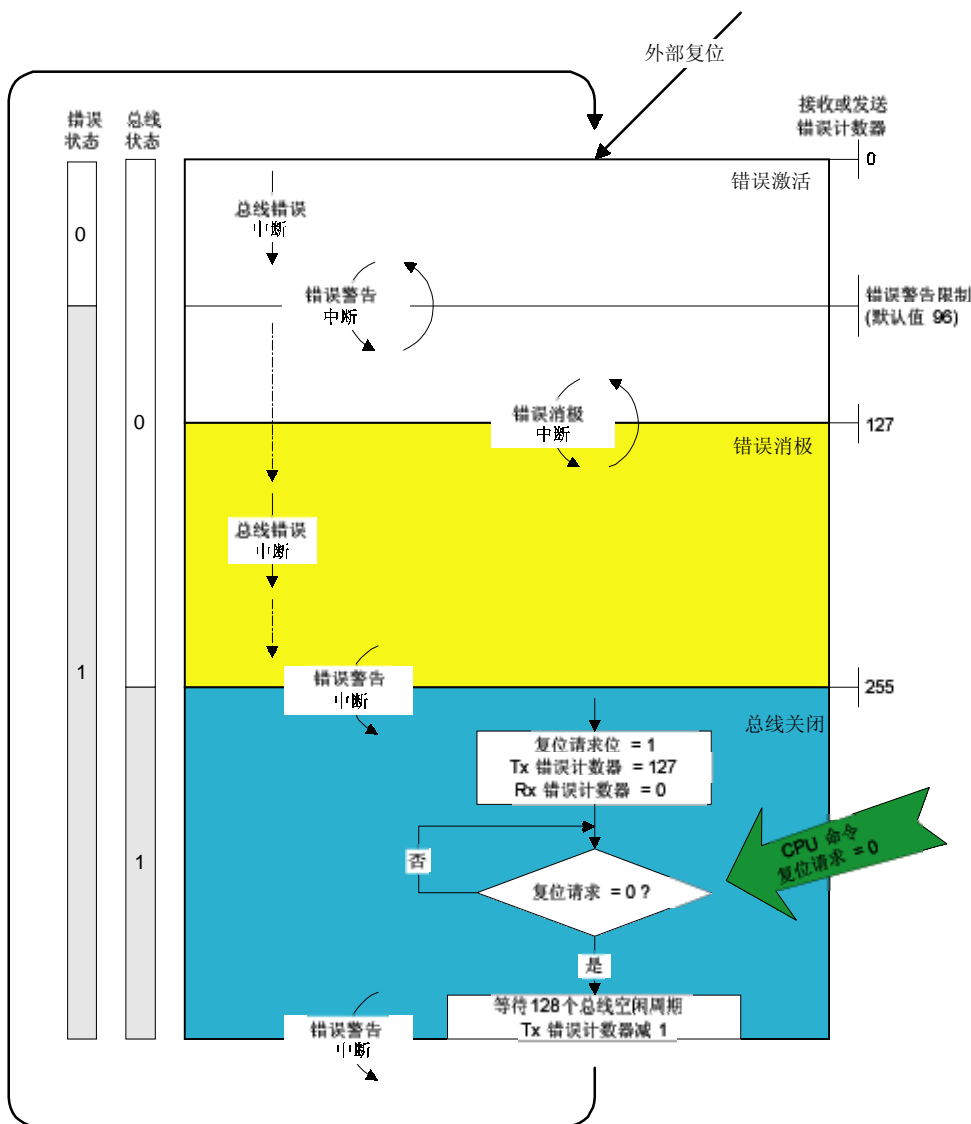 外部复位
错误
状态
总线
状态
接收或发送
错误计数器
0
错误激活
总线错误
中断
0
错误警告
中断
错误警告限制
(默认值 96)
错误消极
中断
0
127
错误消极
总线错误
中断
1
错误警告
中断
255
总线关闭
复位请求位 = 1
Tx 错误计数器 = 127
Rx 错误计数器 = 0
CPU 命令
复位请求 = 0
否
1
复位请求 = 0 ?
是
等待128个总线空闲周期
Tx 错误计数器减 1
错误警告
中断